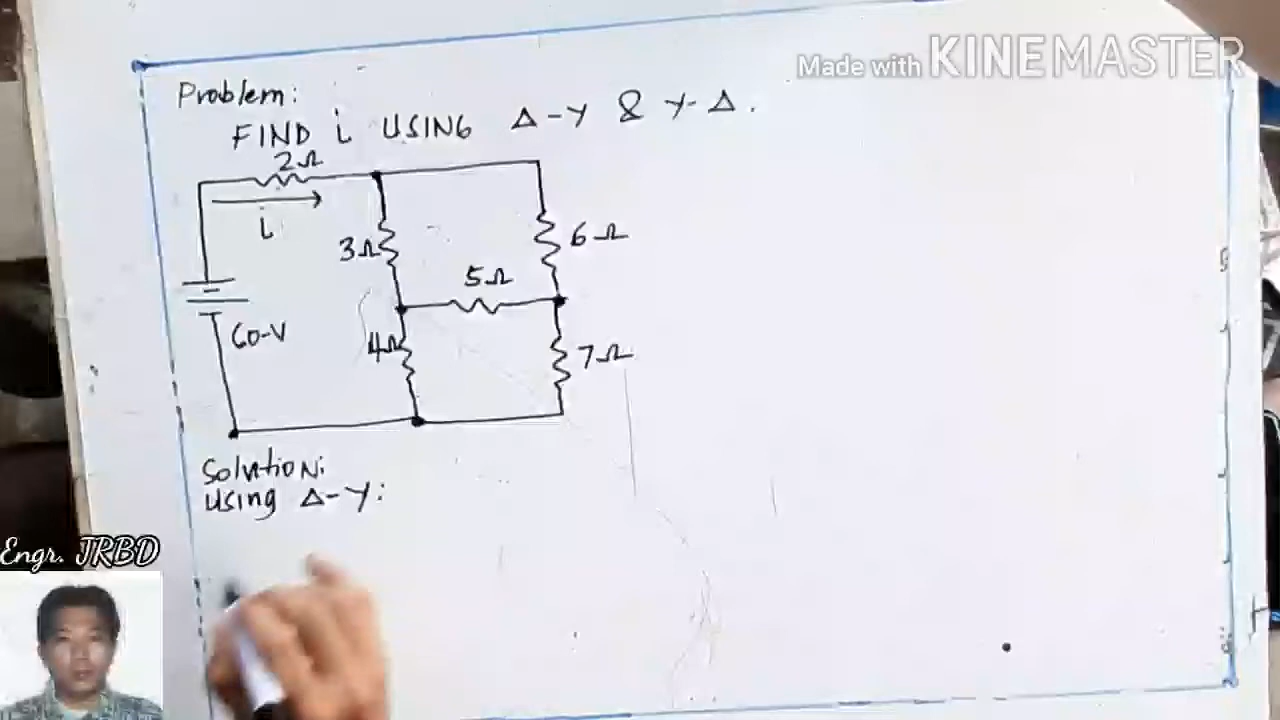 Made with KINEMASTER
Problem:
FIND i USING Δ-Y & Y-Δ.
2Ω
i
3Ω
6Ω
5Ω
60-V
4Ω
7Ω
Solution:
Using Δ-Y:
Engr. JRBD